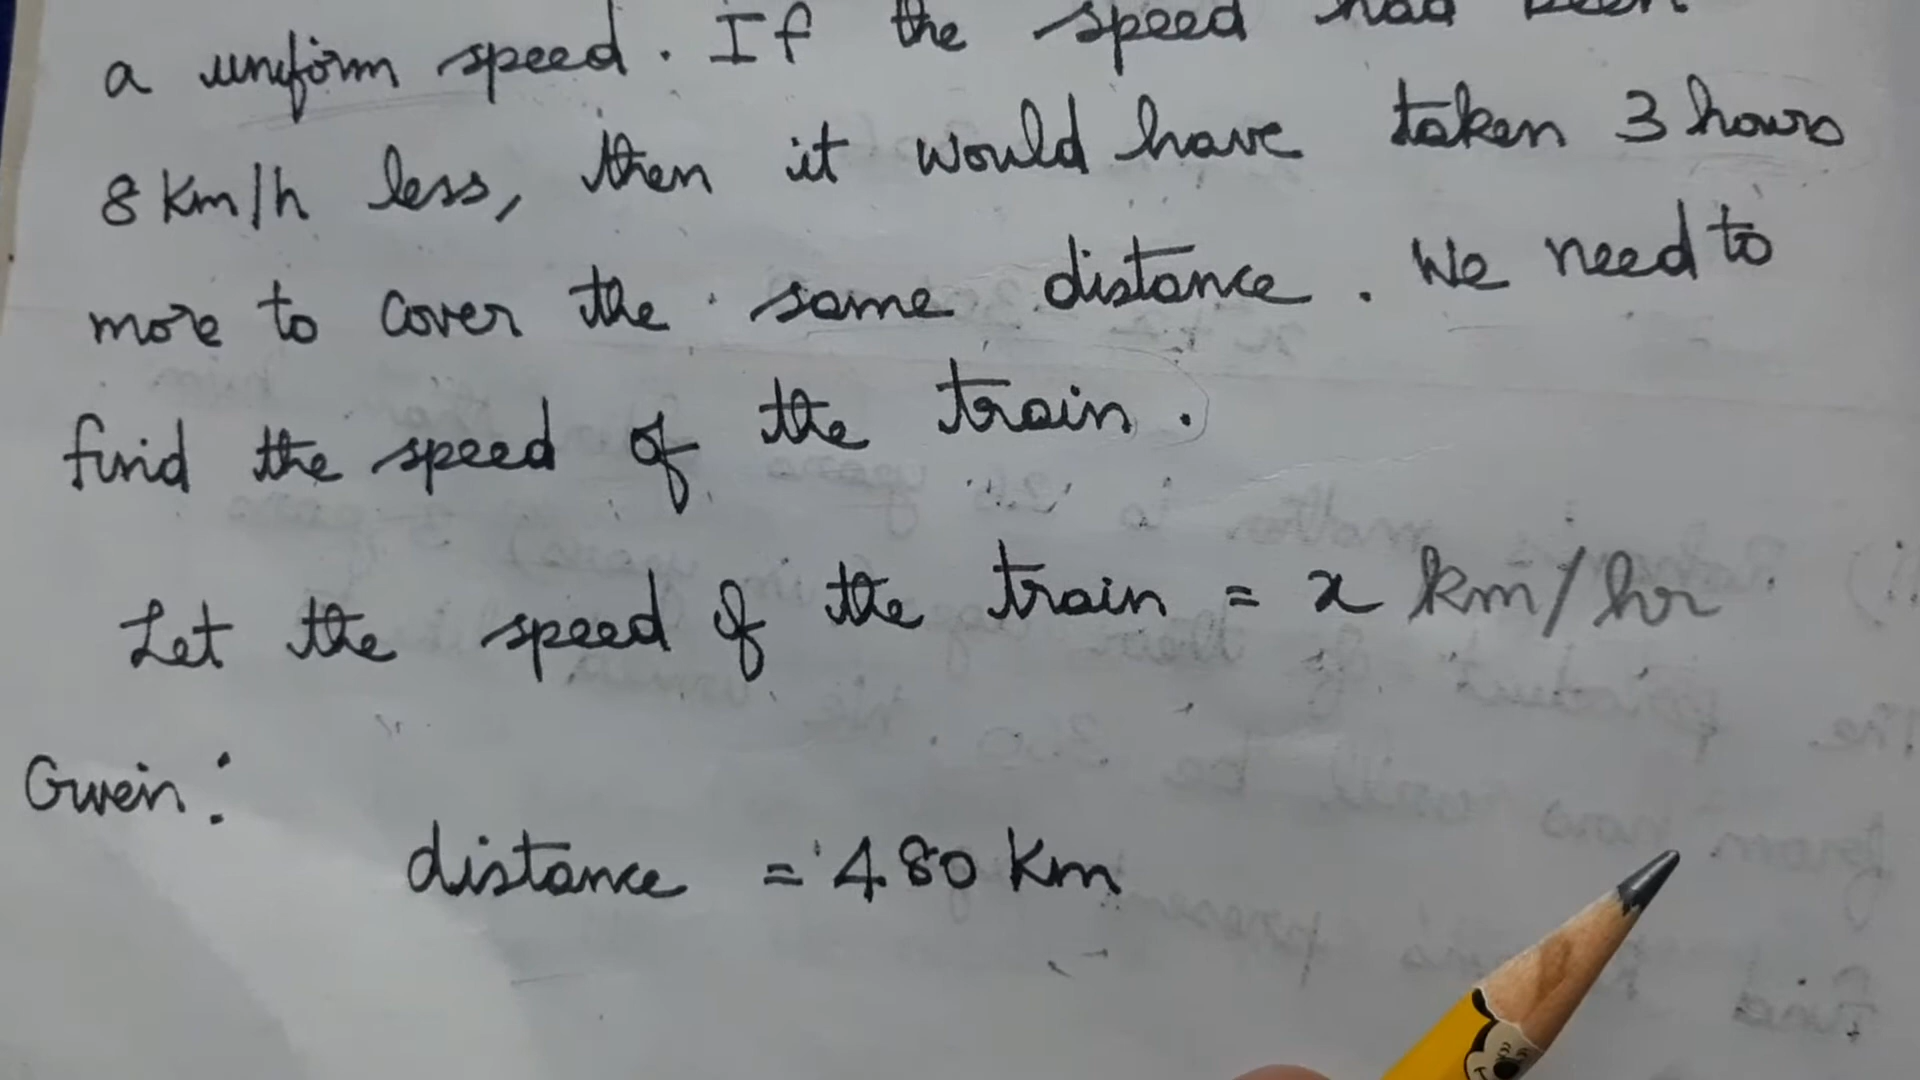 a uniform speed. If the speed had been
8 km/h less, then it would have taken 3 hours
more to cover the same distance. We need to
find the speed of the train.
Let the speed of the train = x km/hr
Given:
distance = 480 km